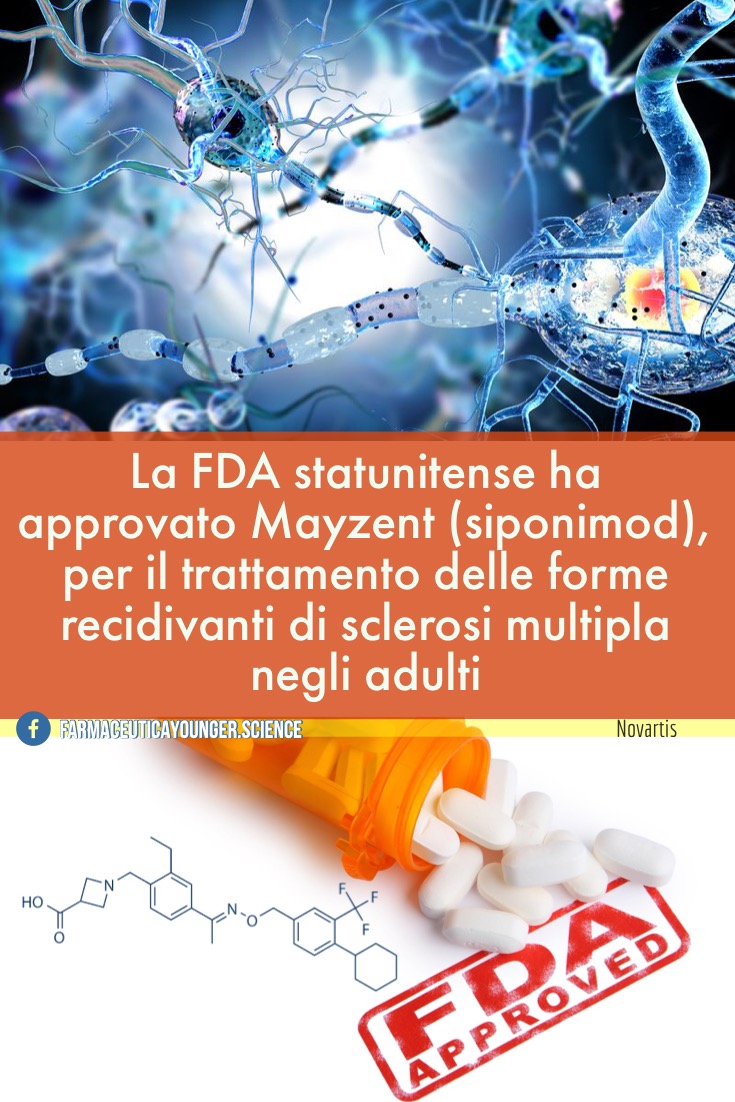 La FDA statunitense ha
approvato Mayzent (siponimod),
per il trattamento delle forme
recidivanti di sclerosi multipla
negli adulti
f FARMACEUTICAYOUNGER.SCIENCE
Novartis
HO
O
N
N
O
F
F
F
FDA
APPROVED